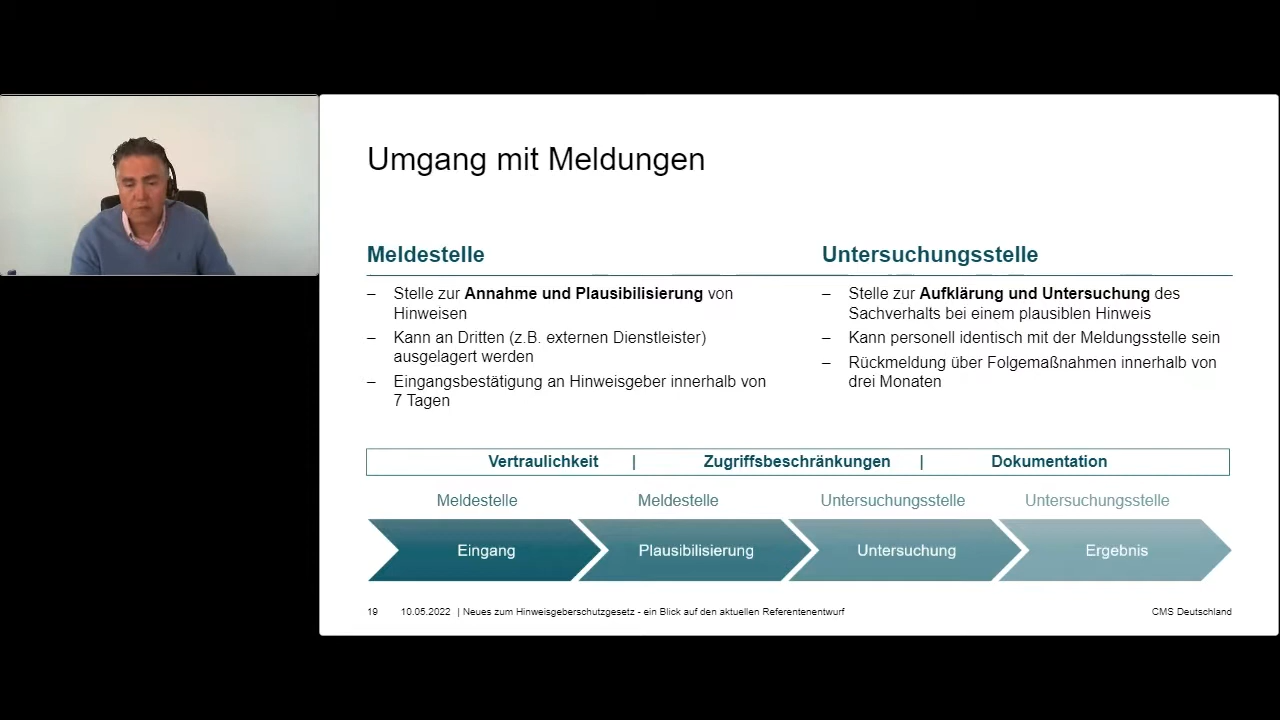 Umgang mit Meldungen
Meldestelle
– Stelle zur Annahme und Plausibilisierung von
Hinweisen
– Kann an Dritten (z.B. externen Dienstleister)
ausgelagert werden
– Eingangsbestätigung an Hinweisgeber innerhalb von
7 Tagen
Untersuchungsstelle
– Stelle zur Aufklärung und Untersuchung des
Sachverhalts bei einem plausiblen Hinweis
– Kann personell identisch mit der Meldungsstelle sein
– Rückmeldung über Folgemaßnahmen innerhalb von
drei Monaten
Vertraulichkeit | Zugriffsbeschränkungen | Dokumentation
Meldestelle Meldestelle Untersuchungsstelle Untersuchungsstelle
Eingang Plausibilisierung Untersuchung Ergebnis
19 10.05.2022 | Neues zum Hinweisgeberschutzgesetz - ein Blick auf den aktuellen Referentenentwurf CMS Deutschland